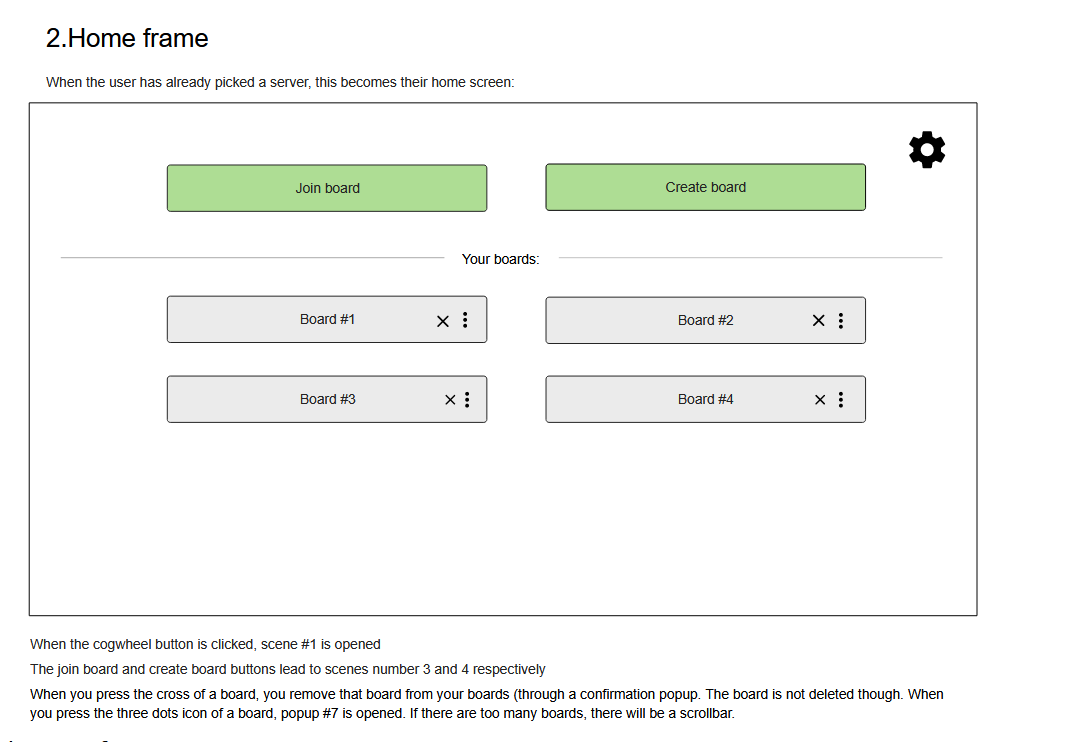 2.Home frame
When the user has already picked a server, this becomes their home screen:
Join board
Create board
Your boards:
Board #1
Board #2
Board #3
Board #4
When the cogwheel button is clicked, scene #1 is opened
The join board and create board buttons lead to scenes number 3 and 4 respectively
When you press the cross of a board, you remove that board from your boards (through a confirmation popup. The board is not deleted though. When
you press the three dots icon of a board, popup #7 is opened. If there are too many boards, there will be a scrollbar.